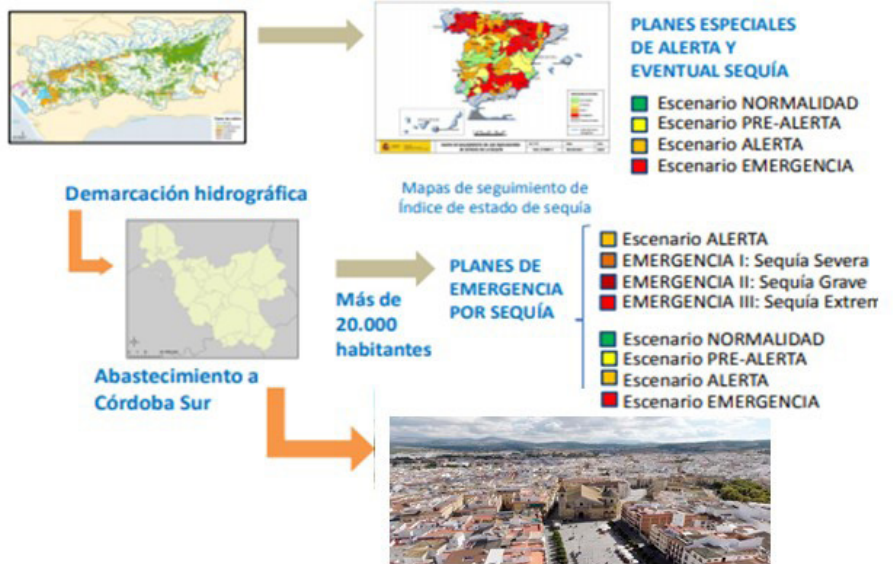 PLANES ESPECIALES
DE ALERTA Y
EVENTUAL SEQUÍA
Escenario NORMALIDAD
Escenario PRE-ALERTA
Escenario ALERTA
Escenario EMERGENCIA
Mapas de seguimiento de
Índice de estado de sequía
Demarcación hidrográfica
Más de
20.000
habitantes
PLANES DE
EMERGENCIA
POR SEQUÍA
Escenario ALERTA
EMERGENCIA I: Sequía Severa
EMERGENCIA II: Sequía Grave
EMERGENCIA III: Sequía Extrem
Escenario NORMALIDAD
Escenario PRE-ALERTA
Escenario ALERTA
Escenario EMERGENCIA
Abastecimiento a
Córdoba Sur